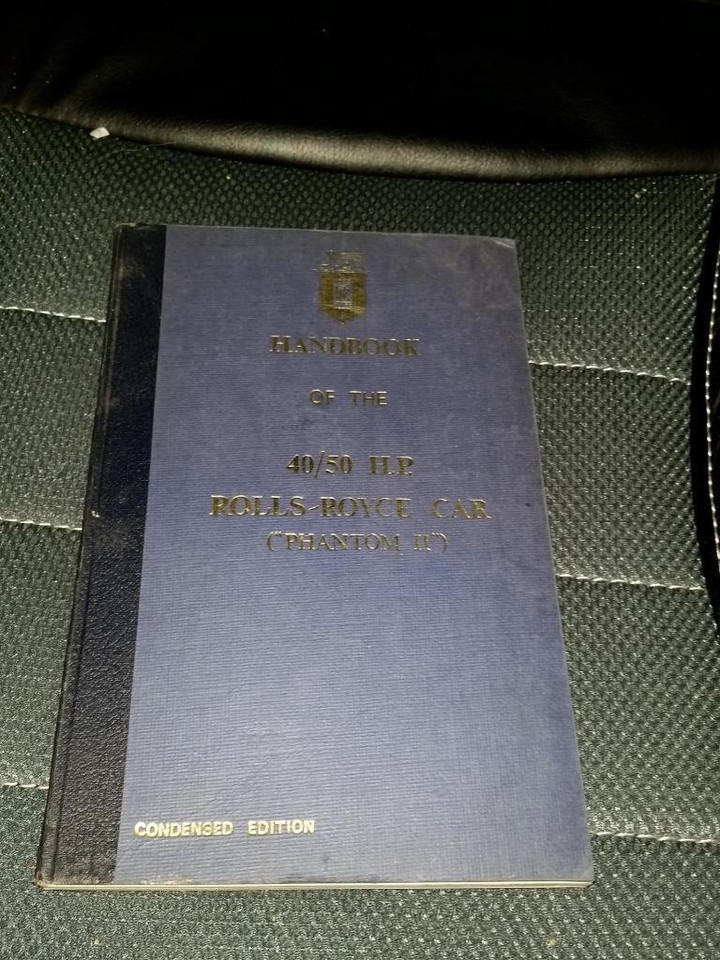 HANDBOOK
OF THE
40/50 H.P.
ROLLS-ROYCE CAR
("PHANTOM II")
CONDENSED EDITION